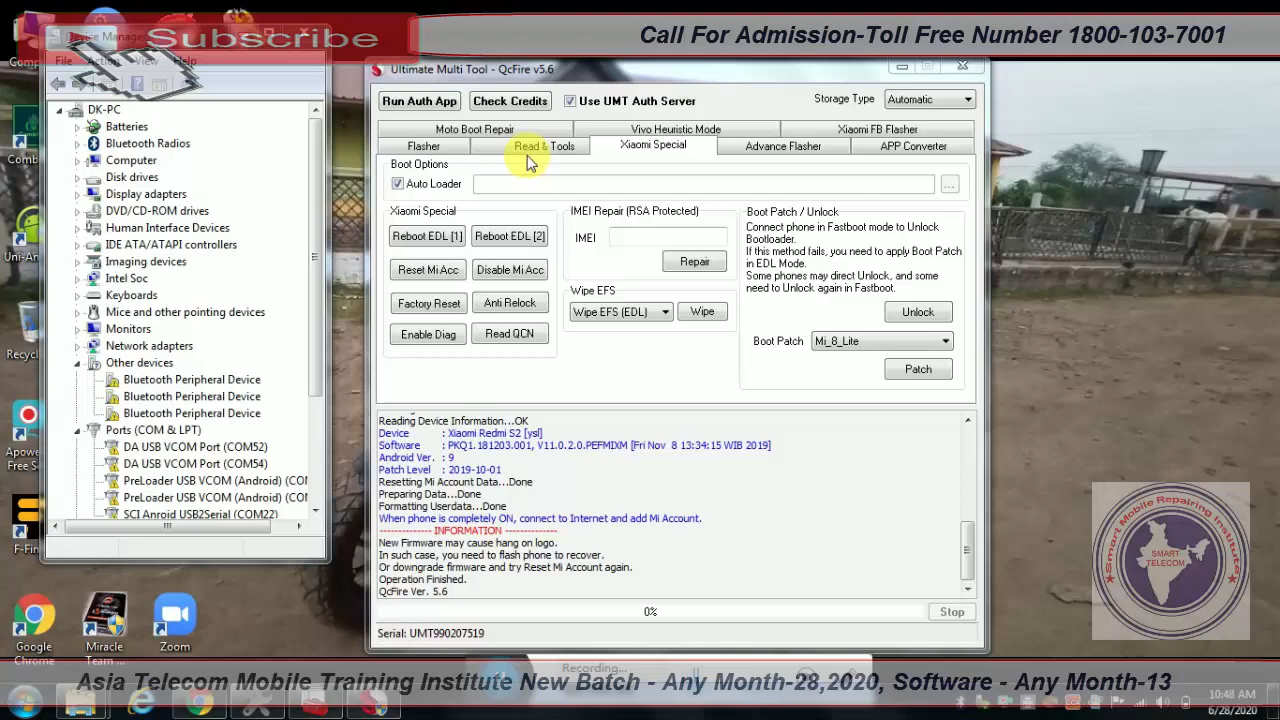 Subscribe
Call For Admission-Toll Free Number 1800-103-7001
Device Manager
File Action View Help
DK-PC
Batteries
Bluetooth Radios
Computer
Disk drives
Display adapters
DVD/CD-ROM drives
Human Interface Devices
IDE ATA/ATAPI controllers
Imaging devices
Intel Soc
Keyboards
Mice and other pointing devices
Monitors
Network adapters
Other devices
Bluetooth Peripheral Device
Bluetooth Peripheral Device
Bluetooth Peripheral Device
Ports (COM & LPT)
DA USB VCOM Port (COM52)
DA USB VCOM Port (COM54)
PreLoader USB VCOM (Android) (COM
PreLoader USB VCOM (Android) (COM
SCI Anroid USB2Serial (COM22)
Ultimate Multi Tool - QcFire v5.6
Run Auth App
Check Credits
Use UMT Auth Server
Storage Type
Automatic
Moto Boot Repair
Vivo Heuristic Mode
Xiaomi FB Flasher
Flasher
Read & Tools
Xiaomi Special
Advance Flasher
APP Converter
Boot Options
Auto Loader
...
Xiaomi Special
Reboot EDL [1]
Reboot EDL [2]
Reset Mi Acc
Disable Mi Acc
Factory Reset
Anti Relock
Enable Diag
Read QCN
IMEI Repair (RSA Protected)
IMEI
Repair
Wipe EFS
Wipe EFS (EDL)
Wipe
Boot Patch / Unlock
Connect phone in Fastboot mode to Unlock
Bootloader.
If this method fails, you need to apply Boot Patch
in EDL Mode.
Some phones may direct Unlock, and some
need to Unlock again in Fastboot.
Unlock
Boot Patch
Mi_8_Lite
Patch
Reading Device Information...OK
Device : Xiaomi Redmi S2 [ysl]
Software : PKQ1.181203.001, V11.0.2.0.PEFMIXM [Fri Nov 8 13:34:15 WIB 2019]
Android Ver. : 9
Patch Level : 2019-10-01
Resetting Mi Account Data...Done
Preparing Data...Done
Formatting Userdata...Done
When phone is completely ON, connect to Internet and add Mi Account.
-------------- INFORMATION --------------
New Firmware may cause hang on logo.
In such case, you need to flash phone to recover.
Or downgrade firmware and try Reset Mi Account again.
Operation Finished.
QcFire Ver. 5.6
0%
Stop
Serial: UMT990207519
Smart Mobile Repairing Institute
SMART
TELECOM
Google
Chrome
Miracle
Team ...
Zoom
Recording...
Asia Telecom Mobile Training Institute New Batch - Any Month-28,2020, Software - Any Month-13
10:48 AM
6/28/2020